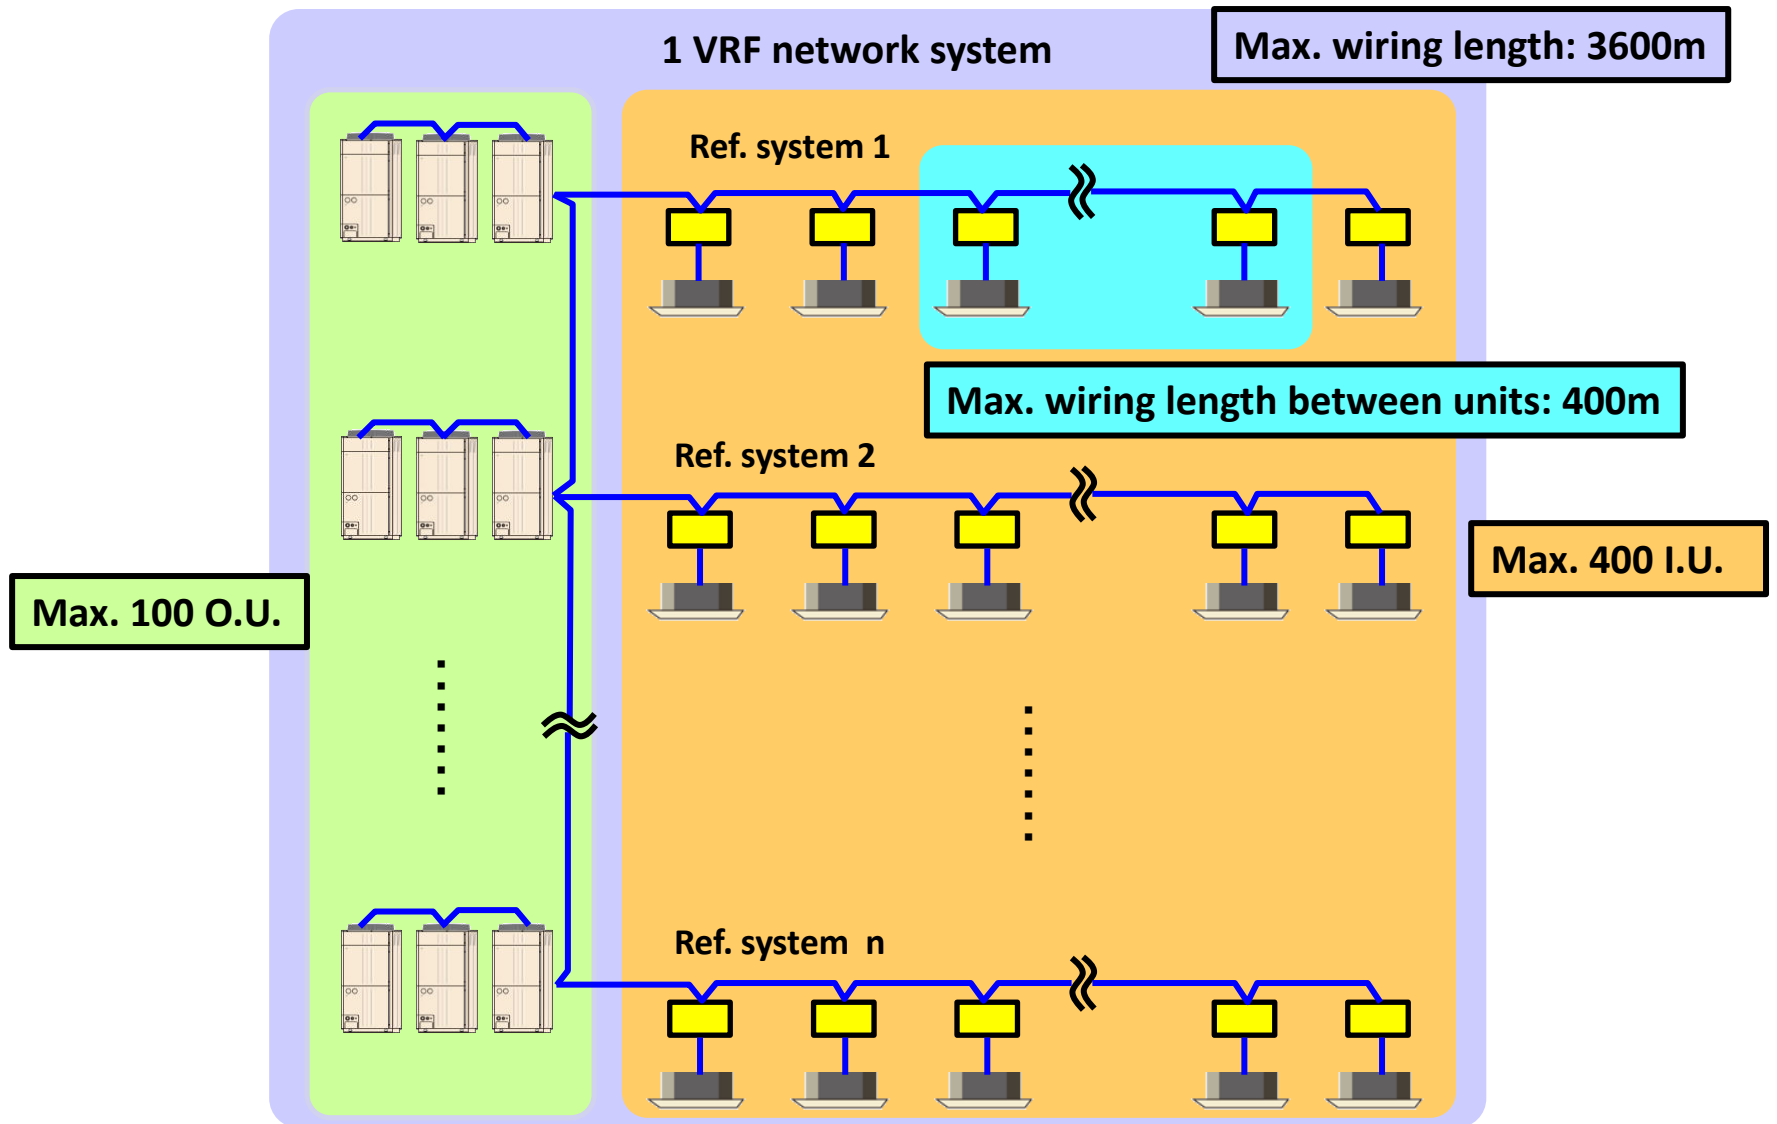 1 VRF network system
Max. wiring length: 3600m
Ref. system 1
Max. wiring length between units: 400m
Ref. system 2
Max. 400 I.U.
Max. 100 O.U.
Ref. system n